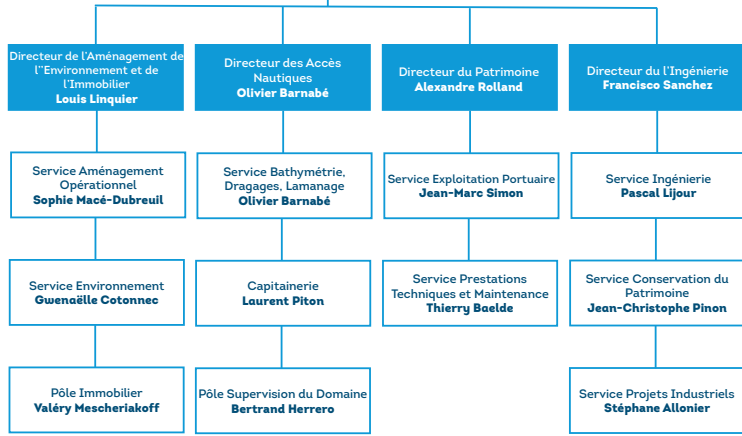 Directeur de l'Aménagement de
l''Environnement et de
l'Immobilier
Louis Linquier
Directeur des Accès
Nautiques
Olivier Barnabé
Directeur du Patrimoine
Alexandre Rolland
Directeur du l'Ingénierie
Francisco Sanchez
Service Aménagement
Opérationnel
Sophie Macé-Dubreuil
Service Bathymétrie,
Dragages, Lamanage
Olivier Barnabé
Service Exploitation Portuaire
Jean-Marc Simon
Service Ingénierie
Pascal Lijour
Service Environnement
Gwenaëlle Cotonnec
Capitainerie
Laurent Piton
Service Prestations
Techniques et Maintenance
Thierry Baelde
Service Conservation du
Patrimoine
Jean-Christophe Pinon
Pôle Immobilier
Valéry Mescheriakoff
Pôle Supervision du Domaine
Bertrand Herrero
Service Projets Industriels
Stéphane Allonier